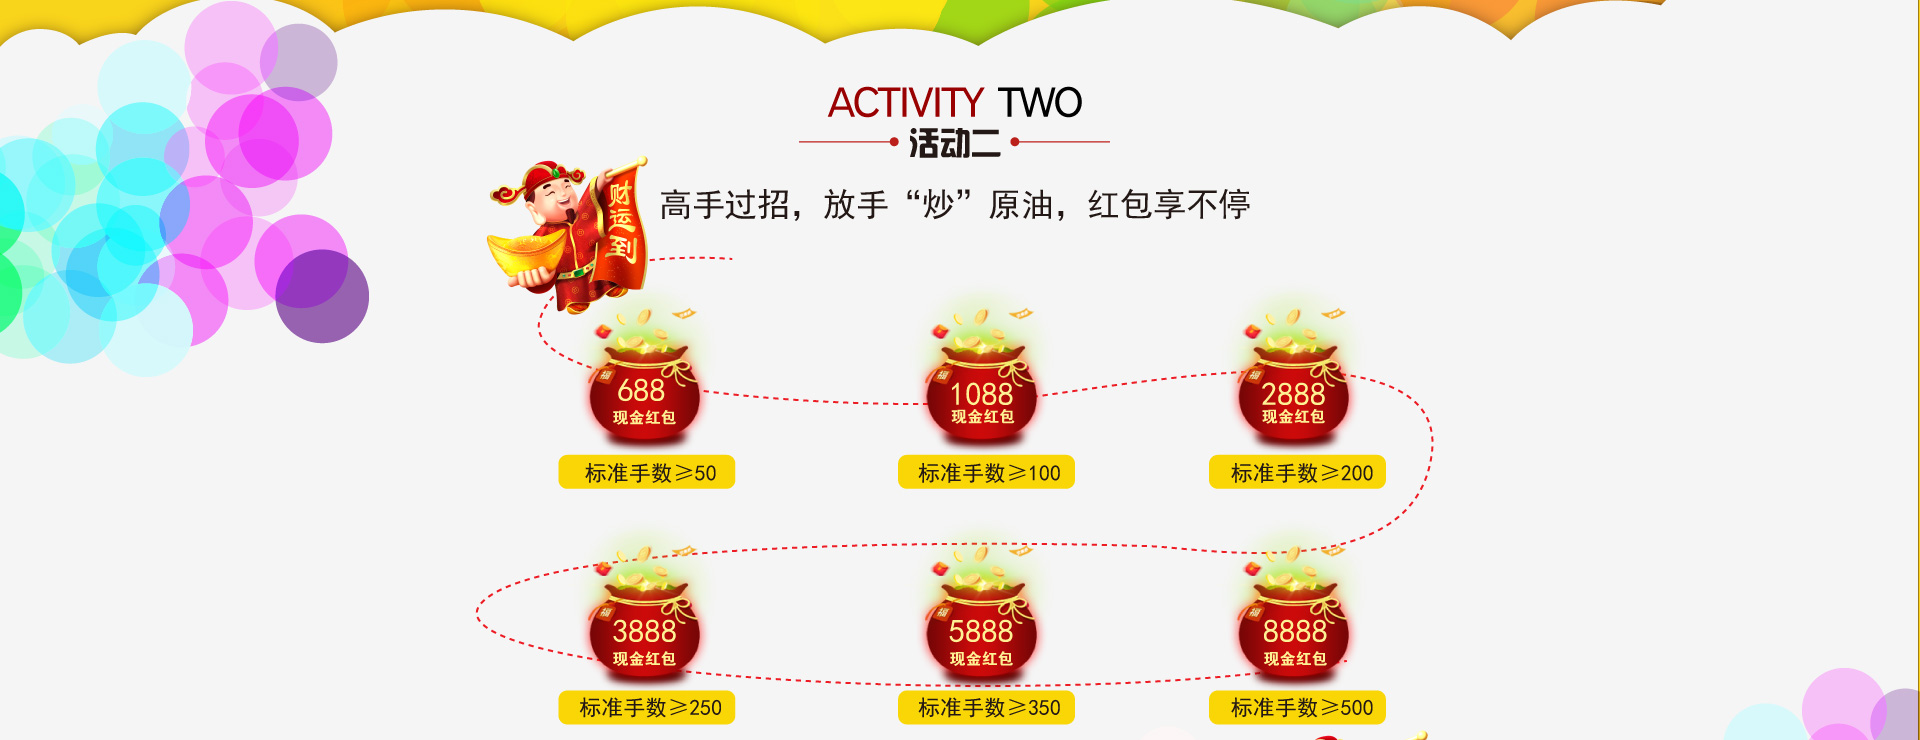 ACTIVITY TWO
活动二
财运到
高手过招，放手“炒”原油，红包享不停
福
688
现金红包
福
1088
现金红包
福
2888
现金红包
标准手数≥50
标准手数≥100
标准手数≥200
福
3888
现金红包
福
5888
现金红包
福
8888
现金红包
标准手数≥250
标准手数≥350
标准手数≥500